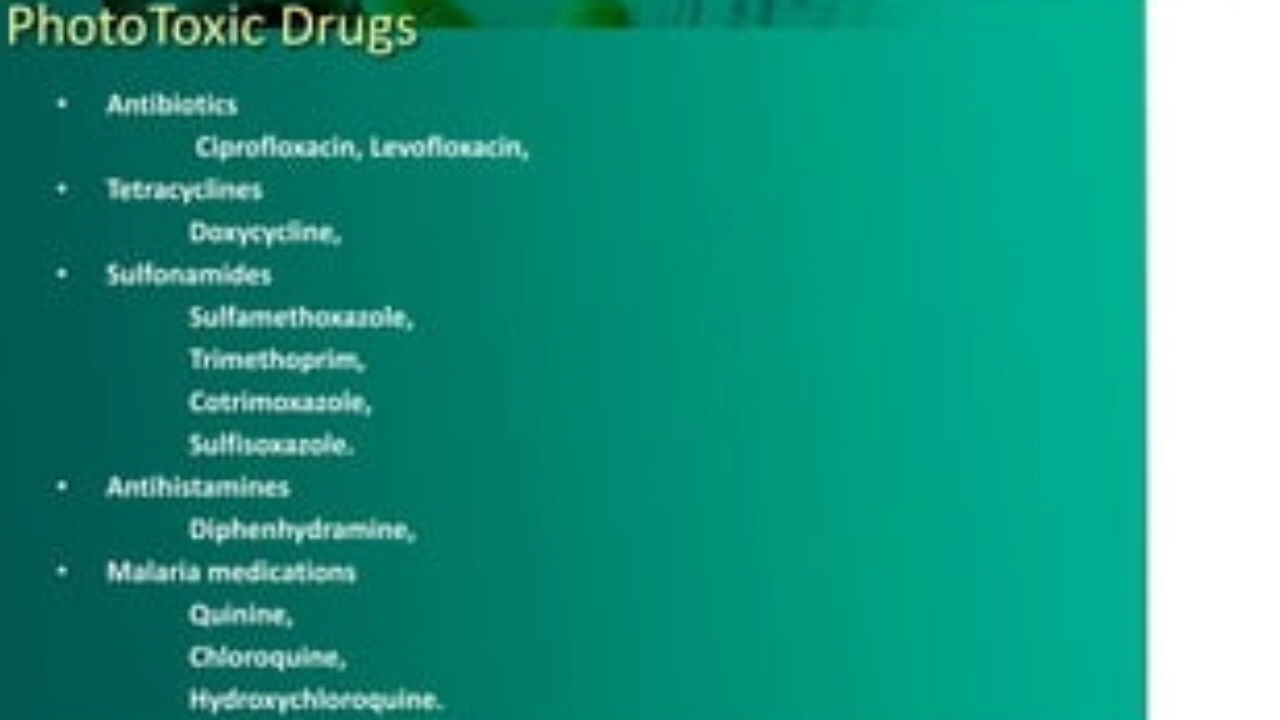 PhotoToxic Drugs
• Antibiotics
Ciprofloxacin, Levofloxacin,
• Tetracyclines
Doxycycline,
• Sulfonamides
Sulfamethoxazole,
Trimethoprim,
Cotrimoxazole,
Sulfisoxazole.
• Antihistamines
Diphenhydramine,
• Malaria medications
Quinine,
Chloroquine,
Hydroxychloroquine.